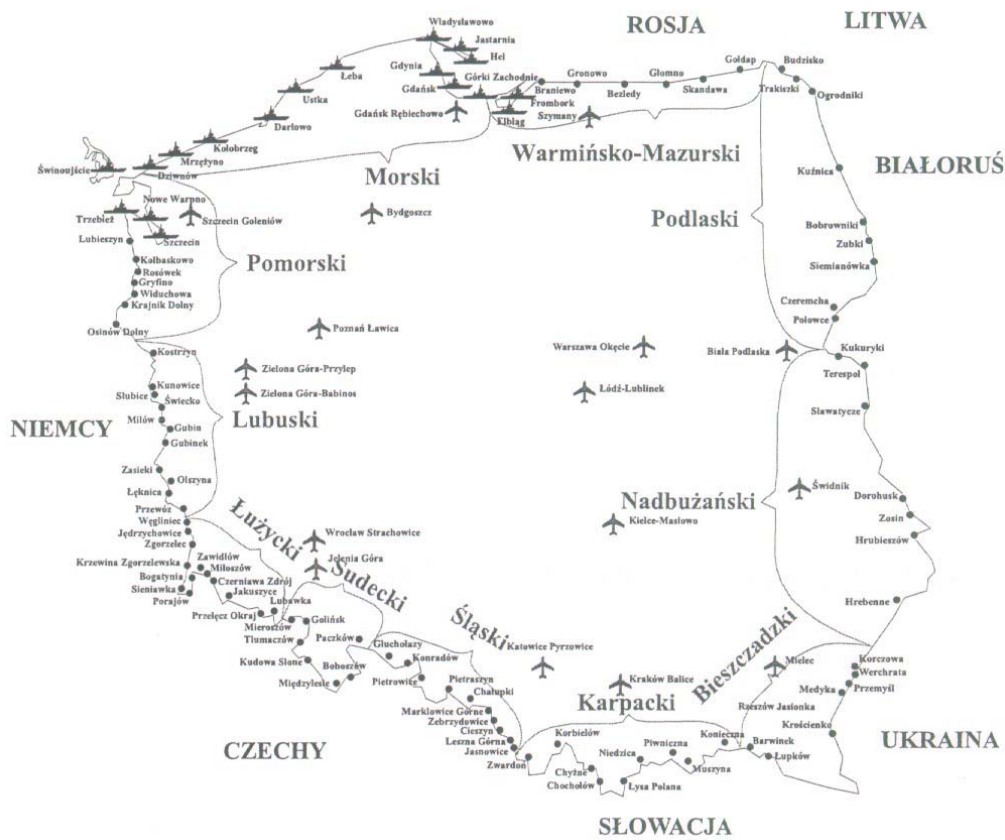 ROSJA
LITWA
Władysławowo
Jastarnia
Hel
Gdynia
Łeba
Gdańsk
Górki Zachodnie
Ustka
Gdańsk Rębiechowo
Darłowo
Kołobrzeg
Mrzeżyno
Dziwnów
Świnoujście
Braniewo
Frombork
Elbląg
Gronowo
Bezledy
Głomno
Skandawa
Gołdap
Budzisko
Trakiszki
Ogrodniki
Szymany
Warmińsko-Mazurski
Morski
BIAŁORUŚ
Kuźnica
Podlaski
Bobrowniki
Zubki
Siemianówka
Czeremcha
Połowce
Nowe Warpno
Trzebież
Szczecin Goleniów
Bydgoszcz
Szczecin
Lubieszyn
Kołbaskowo
Rosówek
Gryfino
Widuchowa
Krajnik Dolny
Osinów Dolny
Pomorski
Poznań Ławica
Warszawa Okęcie
Biała Podlaska
Kukuryki
Terespol
Sławatycze
Kostrzyn
Zielona Góra-Przylep
Zielona Góra-Babinos
Łódź-Lublinek
Kunowice
Słubice
Świecko
Miłów
Gubin
Gubinek
Lubuski
NIEMCY
Zasieki
Olszyna
Łęknica
Przewóz
Węgliniec
Jędrzychowice
Zgorzelec
Świdnik
Nadbużański
Dorohusk
Zosin
Hrubieszów
Hrebenne
Kielce-Masłowo
Łużycki
Wrocław Strachowice
Jelenia Góra
Sudecki
Krzewina Zgorzelewska
Zawidłów
Miłoszów
Bogatynia
Czerniawa Zdrój
Sieniawka
Jakuszyce
Porajów
Lubawka
Przełęcz Okraj
Mieroszów
Golińsk
Tłumaczów
Paczków
Kudowa Słone
Boboszów
Międzylesie
Śląski
Głuchołazy
Konradów
Pietrowice
Pietraszyn
Chałupki
Katowice Pyrzowice
Kraków Balice
Karpacki
Bieszczadzki
Mielec
Rzeszów Jasionka
Korczowa
Werchrata
Przemyśl
Medyka
Krościenko
UKRAINA
CZECHY
Marklowice Górne
Zebrzydowice
Cieszyn
Leszna Górna
Jasnowice
Zwardoń
Korbielów
Chyżne
Chochołów
Niedzica
Łysa Polana
Piwniczna
Muszyna
Konieczna
Barwinek
Łupków
SŁOWACJA